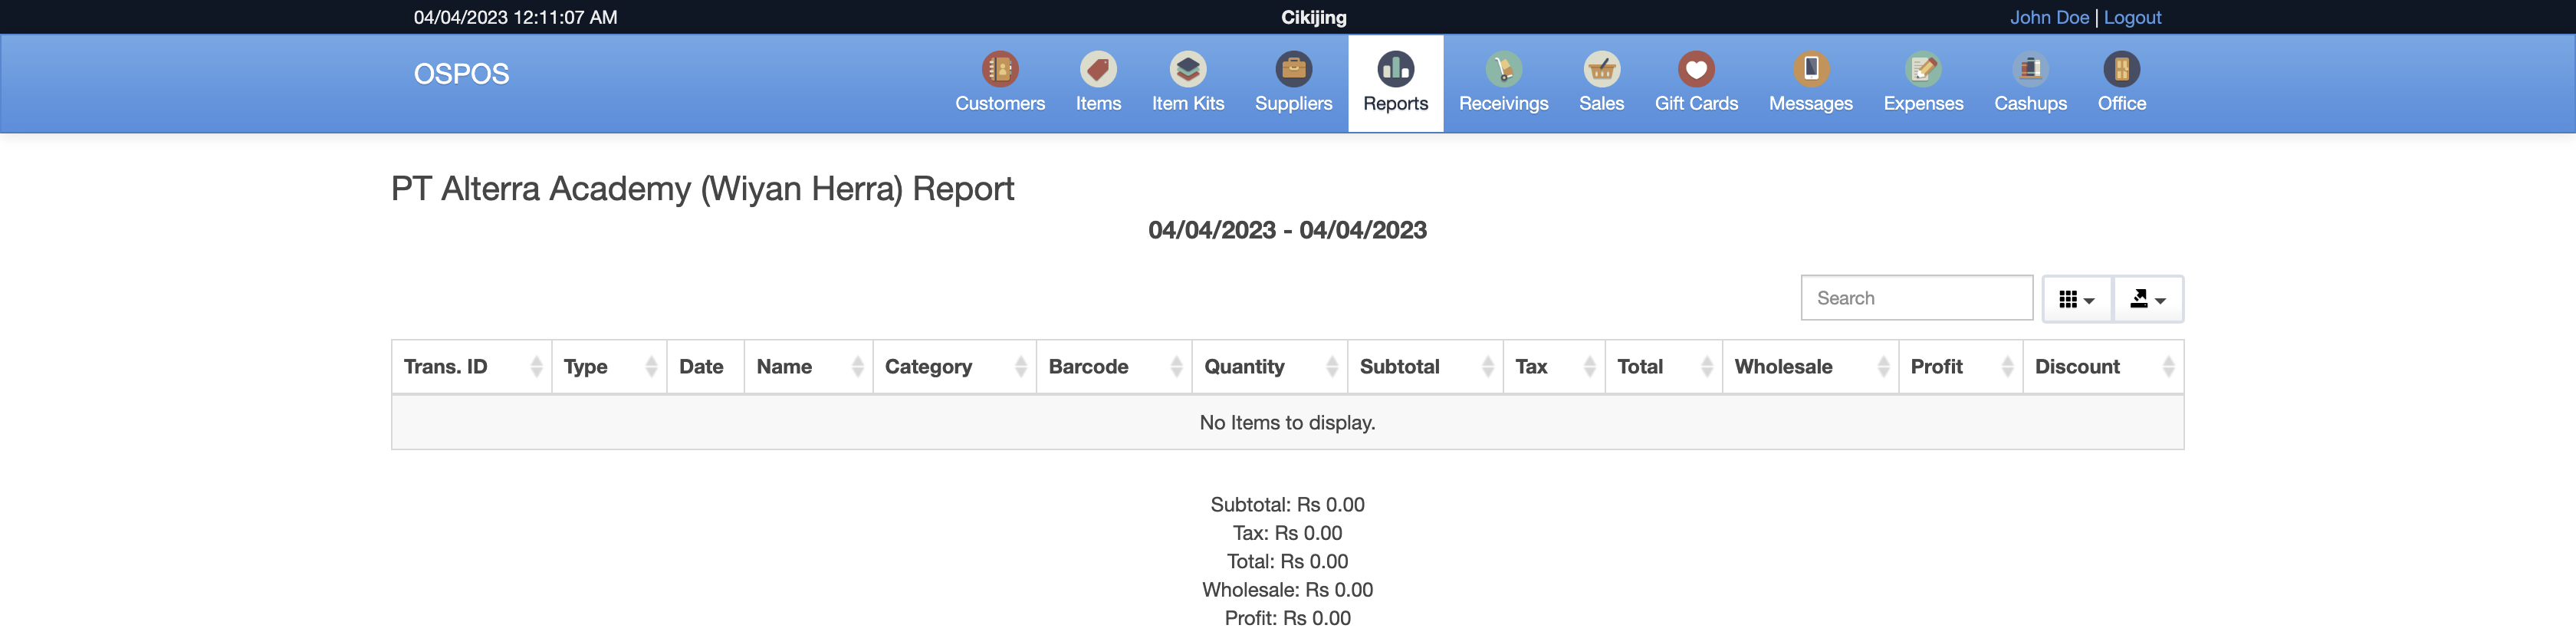 04/04/2023 12:11:07 AM Cikijing John Doe | Logout
OSPOS
Customers Items Item Kits Suppliers Reports Receivings Sales Gift Cards Messages Expenses Cashups Office
PT Alterra Academy (Wiyan Herra) Report
04/04/2023 - 04/04/2023
Search
Trans. ID Type Date Name Category Barcode Quantity Subtotal Tax Total Wholesale Profit Discount
No Items to display.
Subtotal: Rs 0.00
Tax: Rs 0.00
Total: Rs 0.00
Wholesale: Rs 0.00
Profit: Rs 0.00